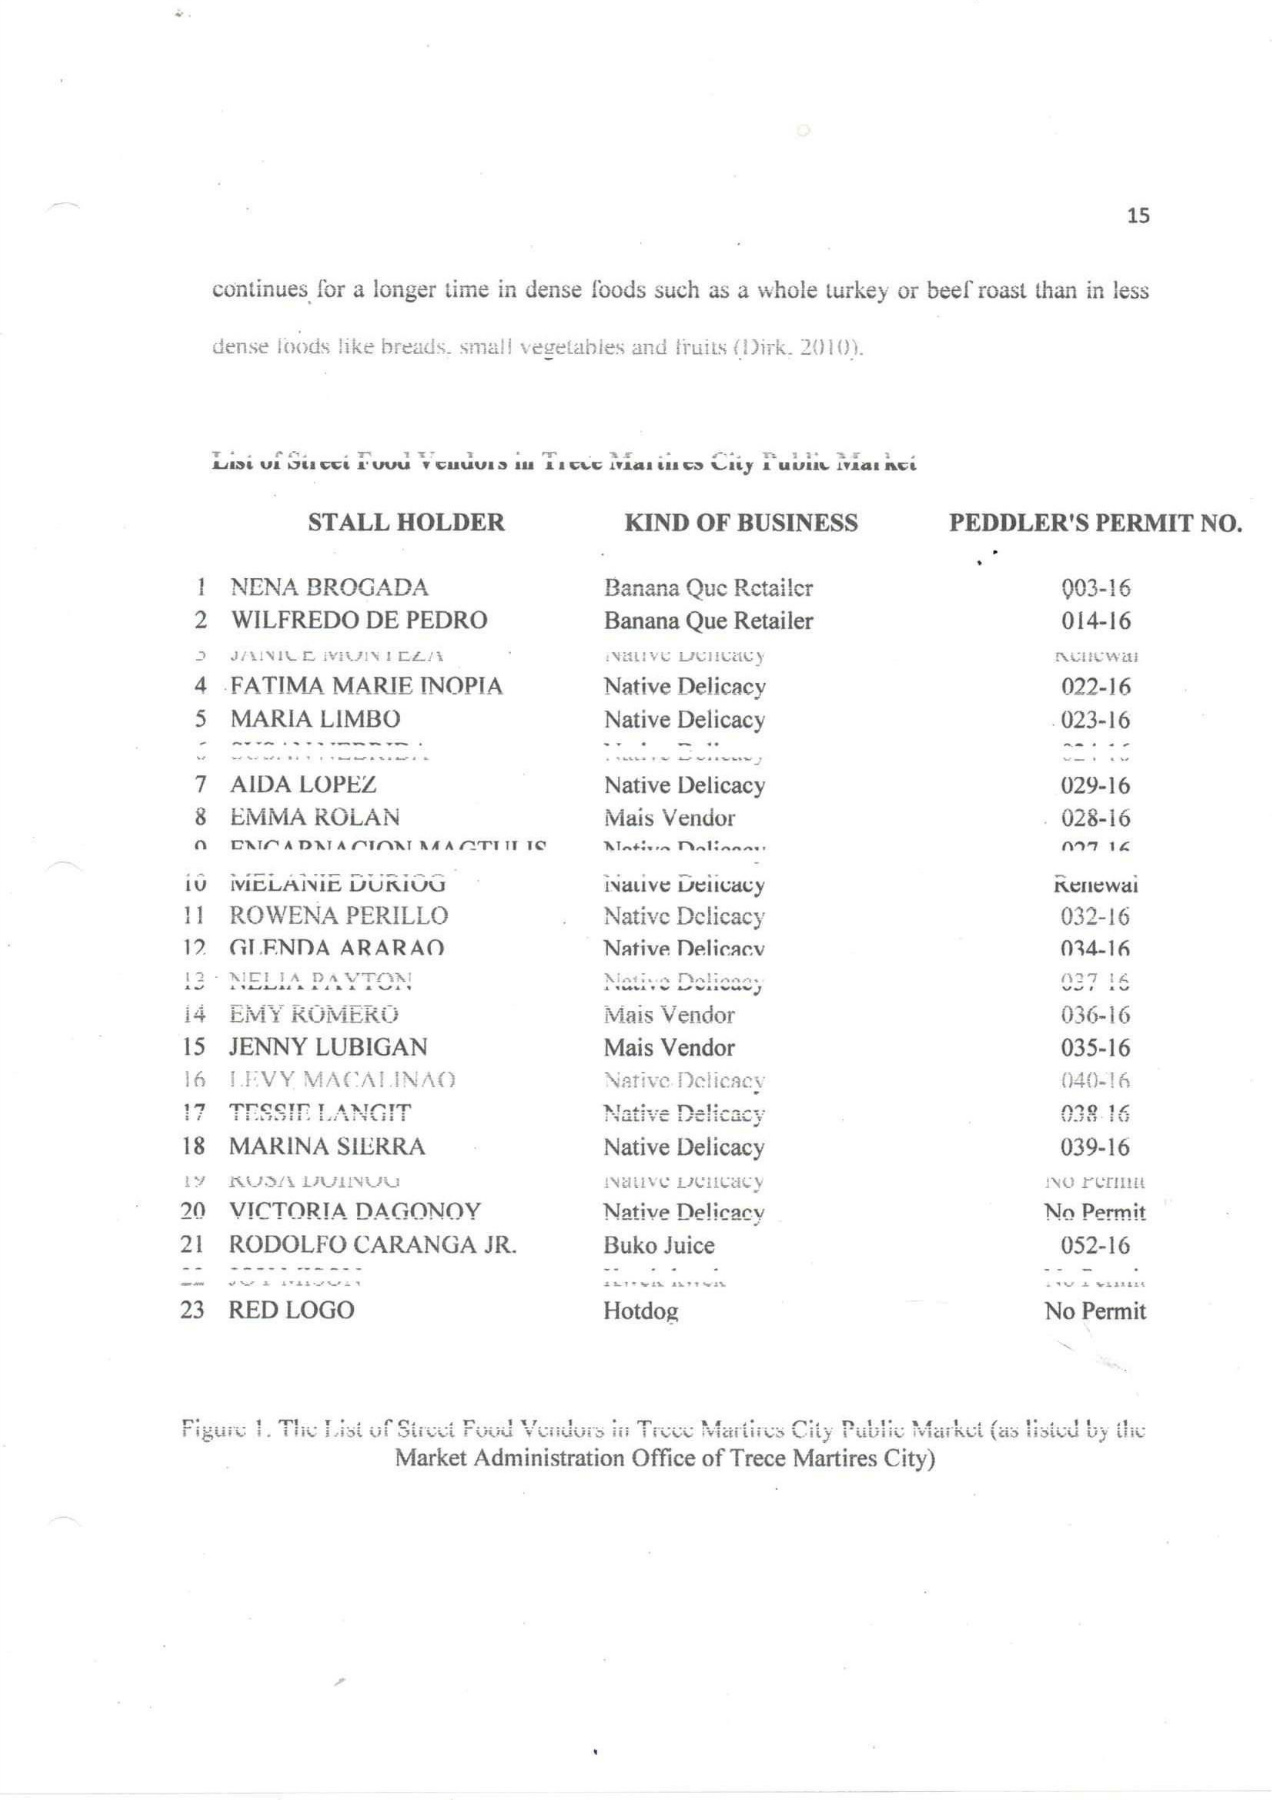 15
continues for a longer time in dense foods such as a whole turkey or beef roast than in less
dense foods like breads, small vegetables and fruits (Dirk, 2010).
List of Street Food Vendors in Trece Martires City Public Market
STALL HOLDER KIND OF BUSINESS PEDDLER'S PERMIT NO.
1 NENA BROGADA Banana Que Retailer 003-16
2 WILFREDO DE PEDRO Banana Que Retailer 014-16
3 JANICE Native Delicacy Renewal
4 FATIMA MARIE INOPIA Native Delicacy 022-16
5 MARIA LIMBO Native Delicacy 023-16
6 SUSAN Native Delicacy
7 AIDA LOPEZ Native Delicacy 029-16
8 EMMA ROLAN Mais Vendor 028-16
9 ENCARNACION MAGTULIS Native Delicacy 027-16
10 MELANIE DURIOG Native Delicacy Renewal
11 ROWENA PERILLO Native Delicacy 032-16
12 GLENDA ARARAO Native Delicacy 034-16
13 NELIA PAYTON Native Delicacy 037-16
14 EMY ROMERO Mais Vendor 036-16
15 JENNY LUBIGAN Mais Vendor 035-16
16 LEVY MACALINAO Native Delicacy 040-16
17 TESSIE LANGIT Native Delicacy 038-16
18 MARINA SIERRA Native Delicacy 039-16
19 ROSA Native Delicacy No Permit
20 VICTORIA DAGONOY Native Delicacy No Permit
21 RODOLFO CARANGA JR. Buko Juice 052-16
22 JOY Kwek Kwek No Permit
23 RED LOGO Hotdog No Permit
Figure 1. The List of Street Food Vendors in Trece Martires City Public Market (as listed by the
Market Administration Office of Trece Martires City)